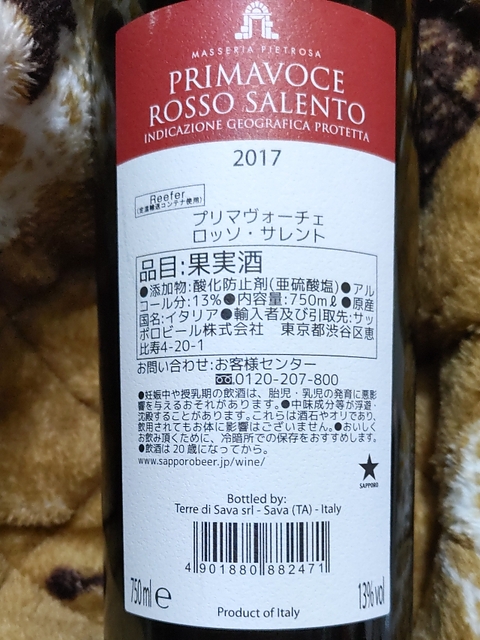 MASSERIA PIETROSA
PRIMAVOCE
ROSSO SALENTO
INDICAZIONE GEOGRAFICA PROTETTA
2017
Reefer
(定温輸送コンテナ使用)
プリマヴォーチェ
ロッソ・サレント
品目:果実酒
●添加物:酸化防止剤(亜硫酸塩)●アル
コール分:13%●内容量:750mℓ●原産
国名:イタリア●輸入者及び引取先:サッ
ポロビール株式会社 東京都渋谷区恵
比寿4-20-1
お問い合わせ:お客様センター
0120-207-800
●妊娠中や授乳期の飲酒は、胎児・乳児の発育に悪影
響を与えるおそれがあります。●中味成分等が浮遊・
沈殿することがあります。これらは酒石やオリであり、
飲用されてもお体に影響はございません。●おいしく
お飲み頂くために、冷暗所での保存をおすすめします。
●飲酒は20歳になってから。
www.sapporobeer.jp/wine/
SAPPORO
Bottled by:
Terre di Sava srl - Sava (TA) - Italy
4 901880 882471
750 ml e
13% vol
Product of Italy